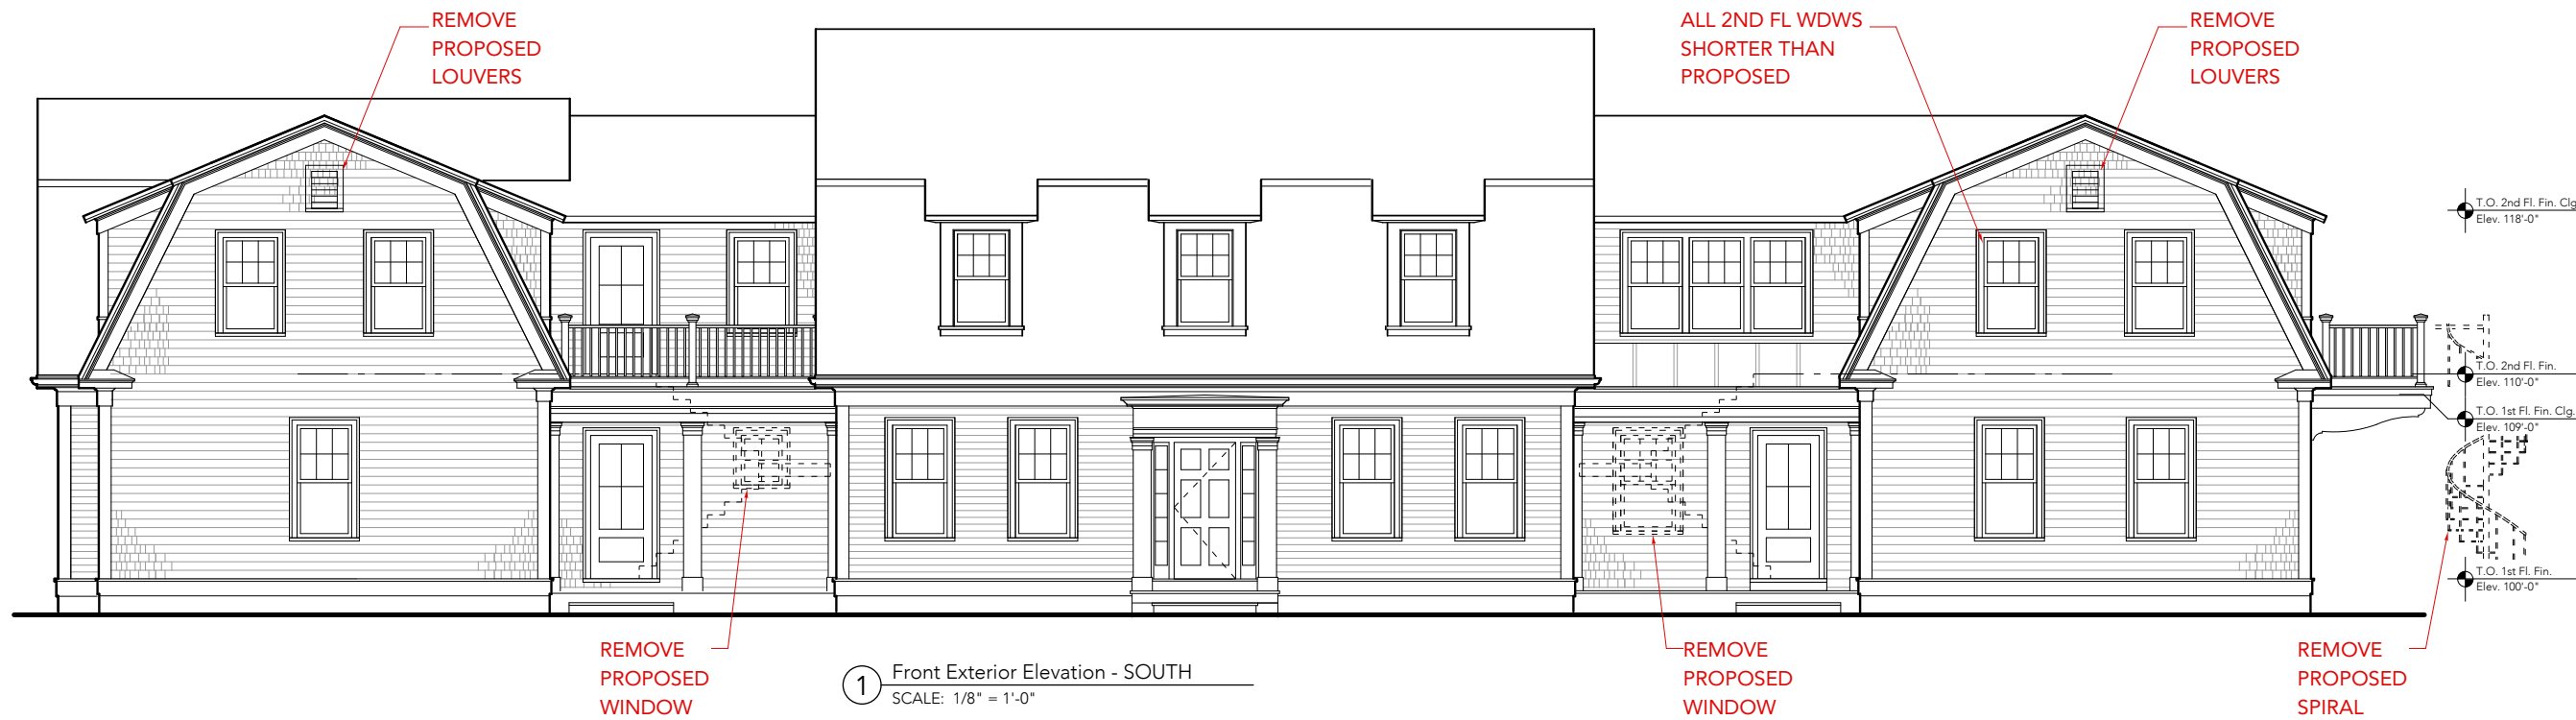 REMOVE
PROPOSED
LOUVERS
ALL 2ND FL WDWS
SHORTER THAN
PROPOSED
REMOVE
PROPOSED
LOUVERS
T.O. 2nd Fl. Fin. Clg
Elev. 118'-0"
T.O. 2nd Fl. Fin.
Elev. 110'-0"
T.O. 1st Fl. Fin. Clg.
Elev. 109'-0"
T.O. 1st Fl. Fin.
Elev. 100'-0"
REMOVE
PROPOSED
WINDOW
1
Front Exterior Elevation - SOUTH
SCALE: 1/8" = 1'-0"
REMOVE
PROPOSED
WINDOW
REMOVE
PROPOSED
SPIRAL